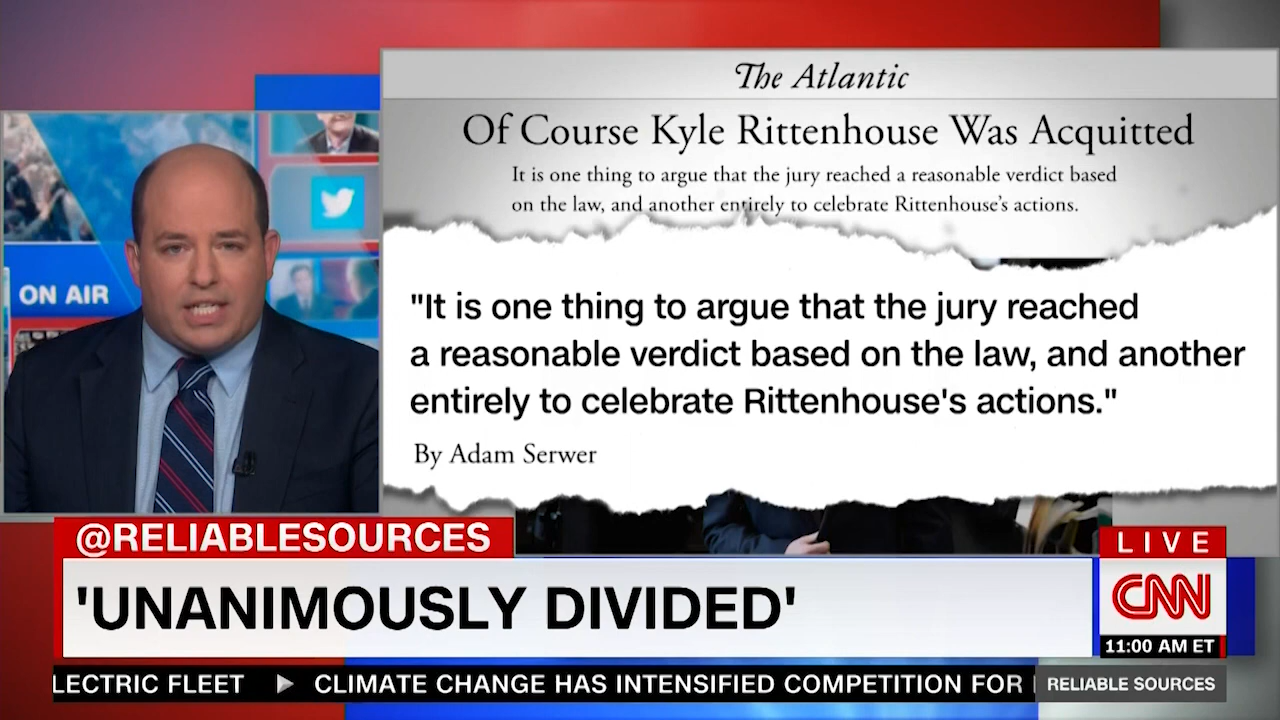 The Atlantic
Of Course Kyle Rittenhouse Was Acquitted
It is one thing to argue that the jury reached a reasonable verdict based
on the law, and another entirely to celebrate Rittenhouse's actions.
"It is one thing to argue that the jury reached
a reasonable verdict based on the law, and another
entirely to celebrate Rittenhouse's actions."
By Adam Serwer
ON AIR
@RELIABLESOURCES
LIVE
'UNANIMOUSLY DIVIDED'
CNN
11:00 AM ET
LECTRIC FLEET ▶ CLIMATE CHANGE HAS INTENSIFIED COMPETITION FOR
RELIABLE SOURCES